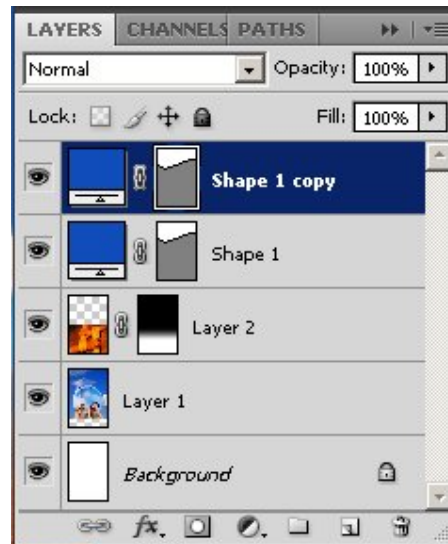 LAYERS CHANNELS PATHS
Normal Opacity: 100%
Lock: Fill: 100%
Shape 1 copy
Shape 1
Layer 2
Layer 1
Background
fx.